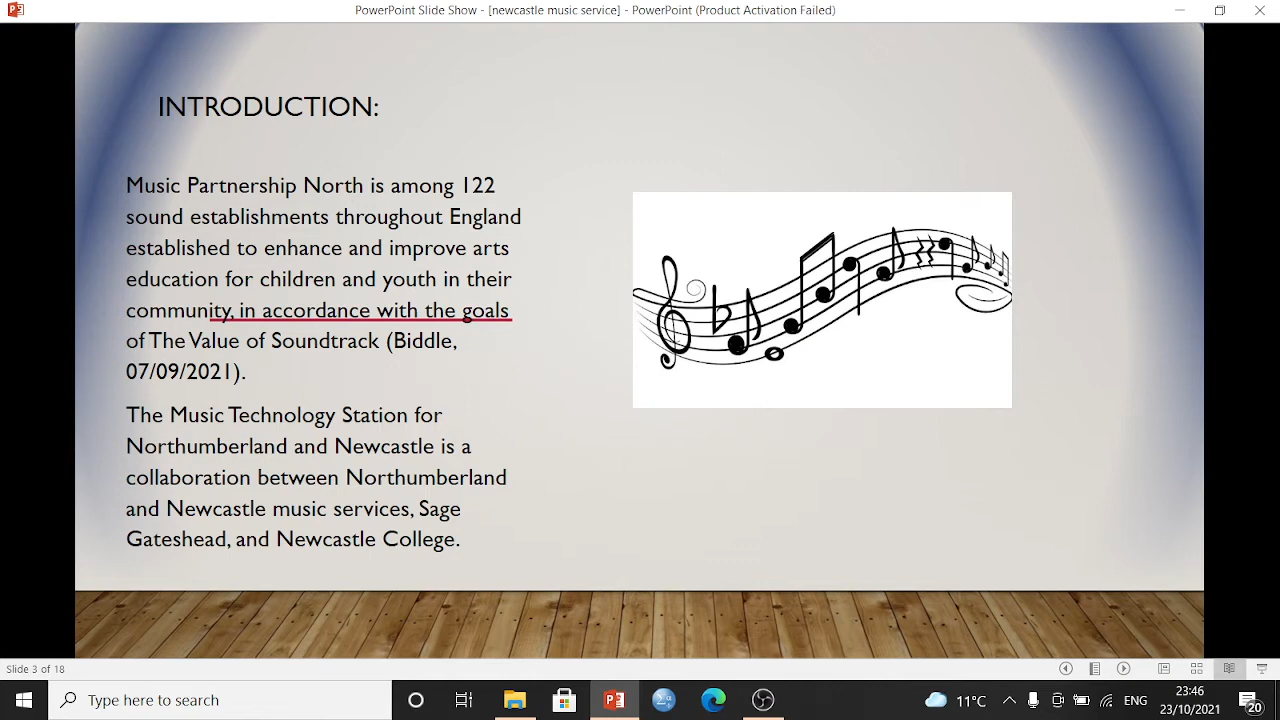 PowerPoint Slide Show - [newcastle music service] - PowerPoint (Product Activation Failed)
INTRODUCTION:
Music Partnership North is among 122
sound establishments throughout England
established to enhance and improve arts
education for children and youth in their
community, in accordance with the goals
of The Value of Soundtrack (Biddle,
07/09/2021).
The Music Technology Station for
Northumberland and Newcastle is a
collaboration between Northumberland
and Newcastle music services, Sage
Gateshead, and Newcastle College.
Slide 3 of 18
Type here to search
11°C
ENG
23:46
23/10/2021
20